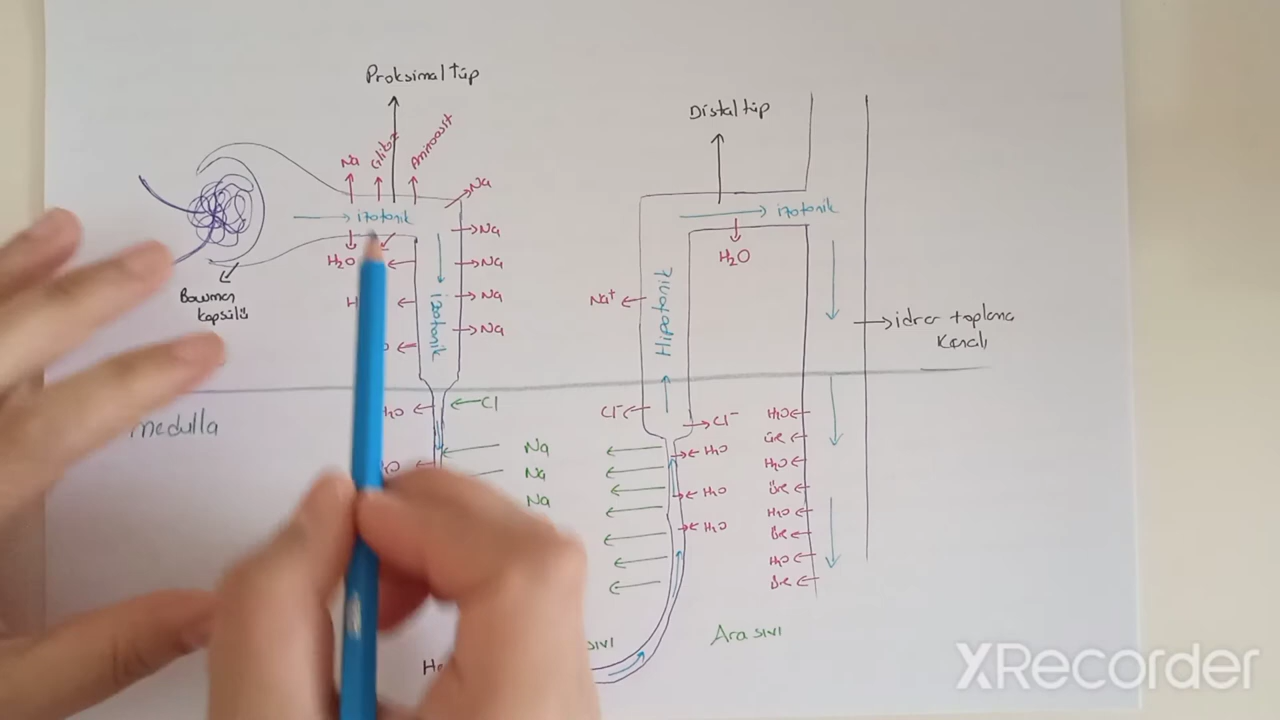 Proksimal tüp
Distal tüp
Na
Glikoz
Aminoasit
Na
izotonik
izotonik
Na
H2O
H2O
Na
Bowman
kapsülü
Na
izotonik
Na
Na+
Hipotonik
idrar toplama
kanalı
medulla
H2O
Cl
Cl-
Cl-
H2O
Na
H2O
üre
H2O
Na
H2O
üre
Na
H2O
H2O
üre
H2O
üre
Ara sıvı
XRecorder